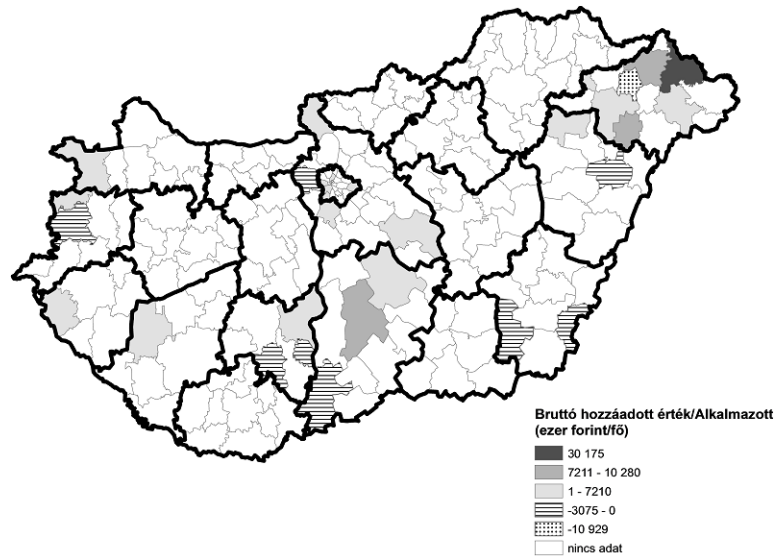 Bruttó hozzáadott érték/Alkalmazott
(ezer forint/fő)
30 175
7211 - 10 280
1 - 7210
-3075 - 0
-10 929
nincs adat